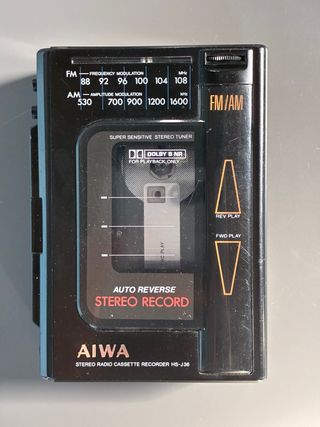 FM — FREQUENCY MODULATION — MHz
88 92 96 100 104 108
AM — AMPLITUDE MODULATION — kHz
530 700 900 1200 1600
FM/AM
SUPER SENSITIVE STEREO TUNER
DOLBY B NR
FOR PLAYBACK ONLY
REV PLAY
FWD PLAY
FWD PLAY
AUTO REVERSE
STEREO RECORD
AIWA
STEREO RADIO CASSETTE RECORDER HS-J36